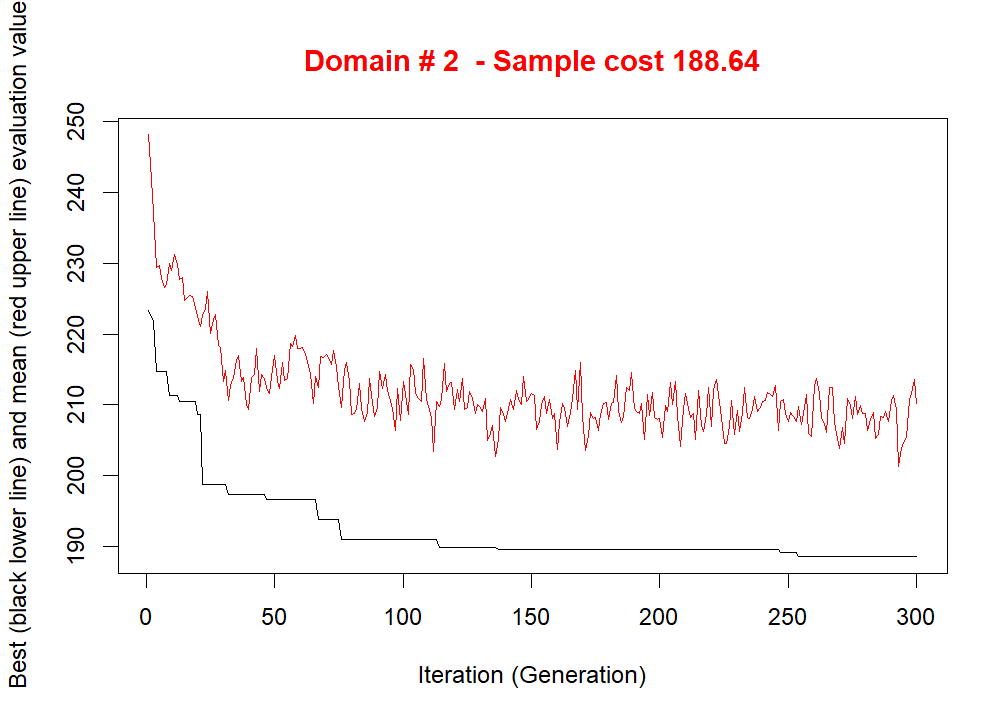 Domain # 2  - Sample cost 188.64
Best (black lower line) and mean (red upper line) evaluation value
250
240
230
220
210
200
190
0 50 100 150 200 250 300
Iteration (Generation)